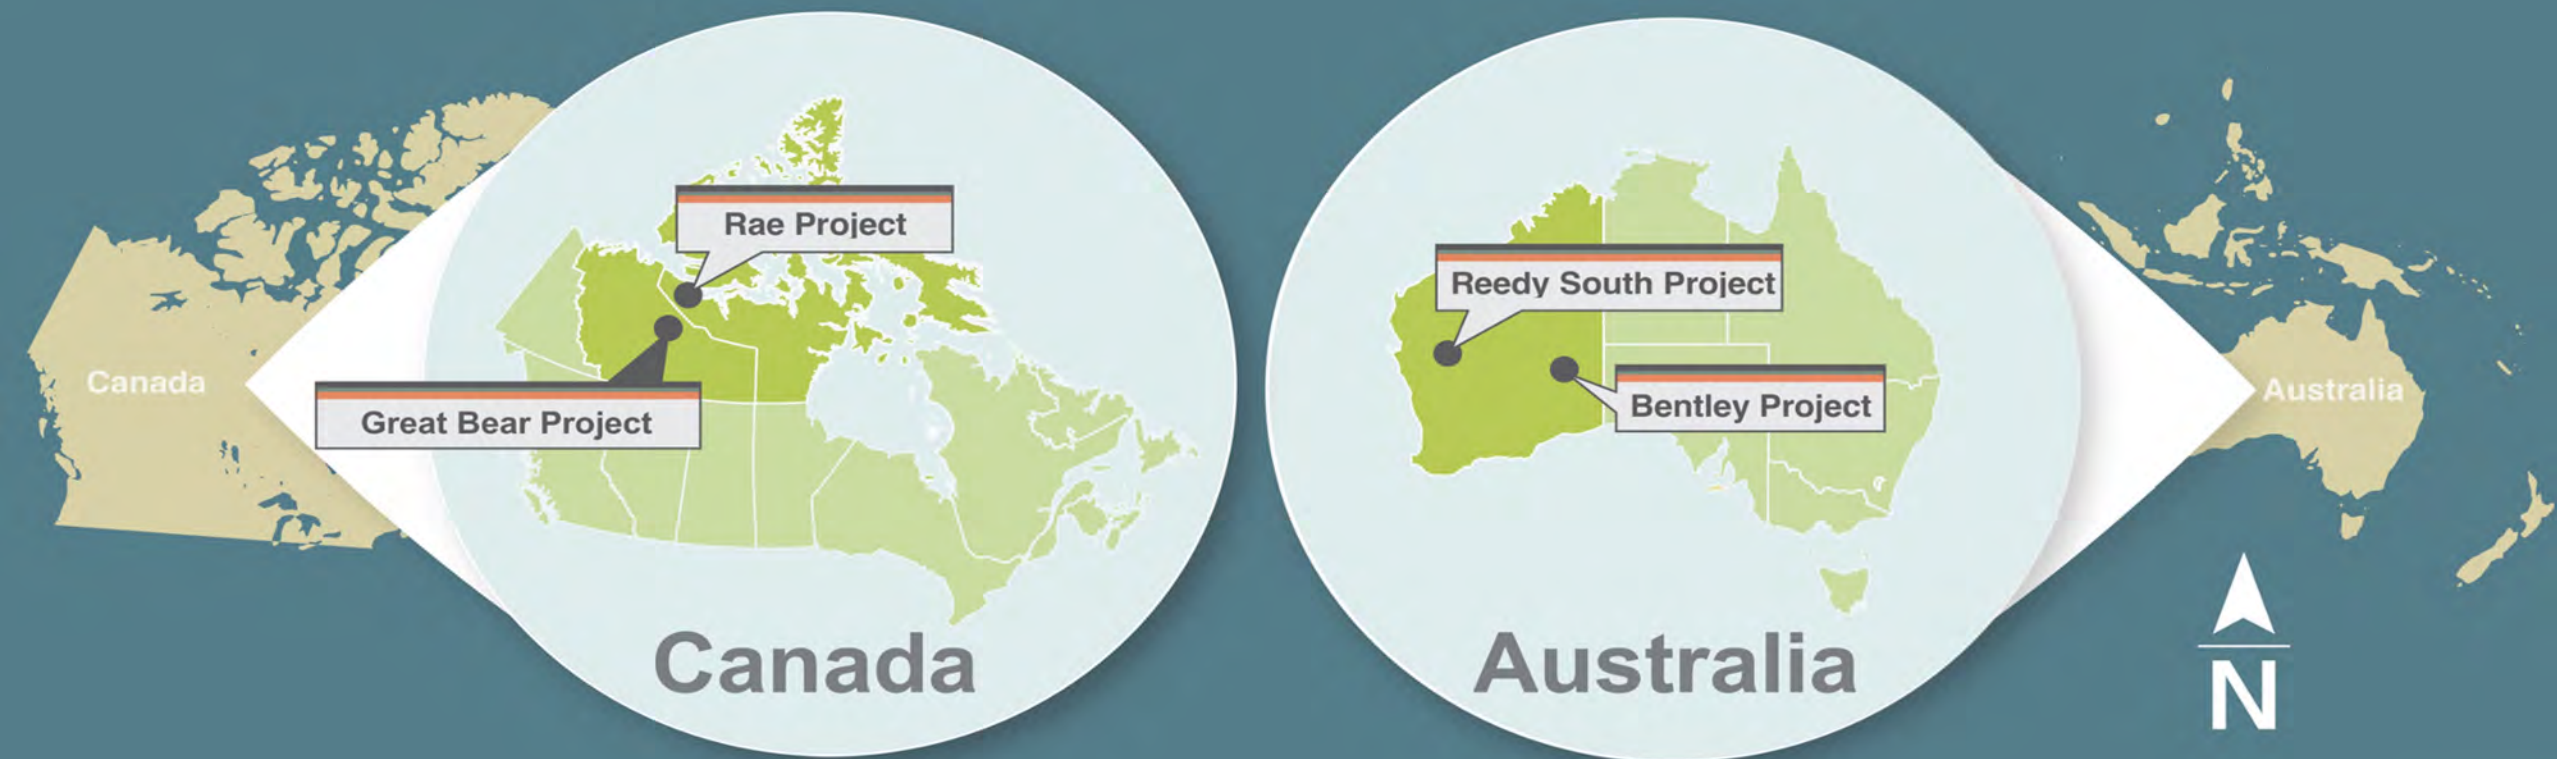 Canada
Rae Project
Great Bear Project
Canada
Reedy South Project
Bentley Project
Australia
Australia
N